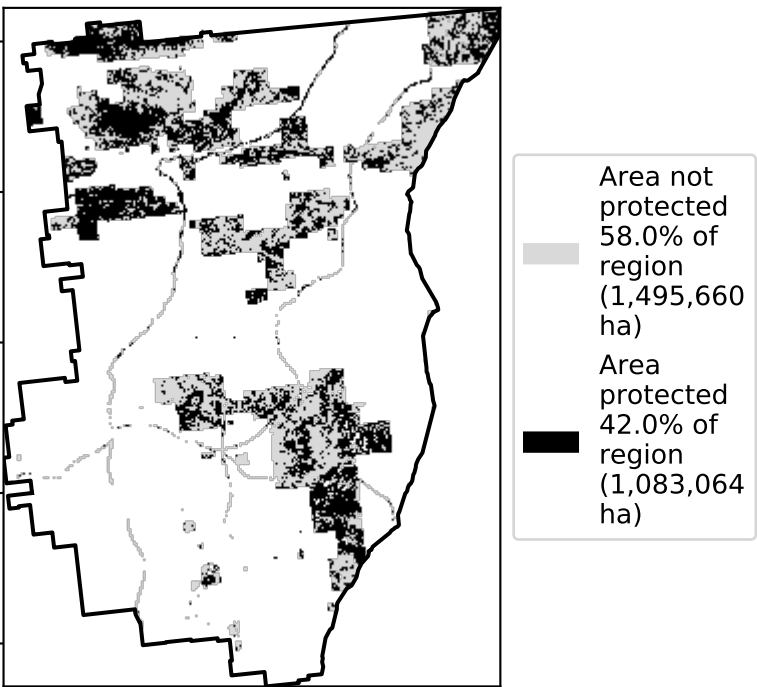 Area not
protected
58.0% of
region
(1,495,660
ha)
Area
protected
42.0% of
region
(1,083,064
ha)